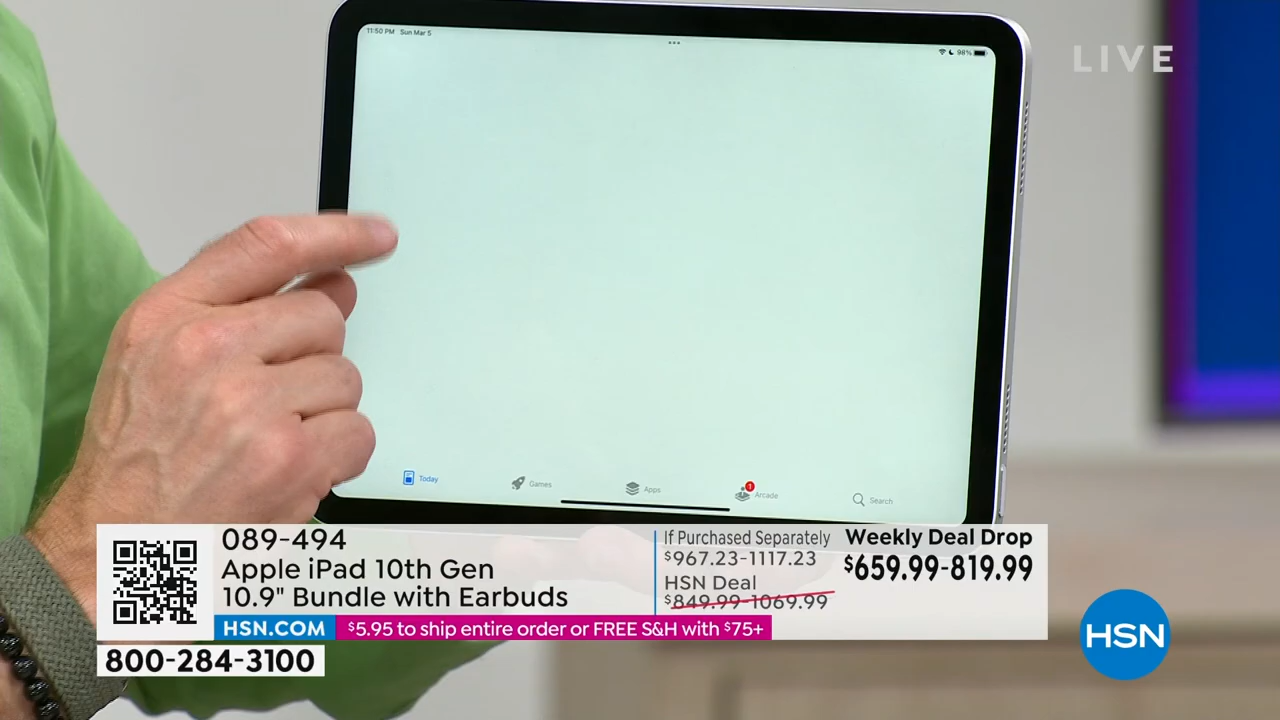 11:50 PM Sun Mar 5
98%
LIVE
Today
Games
Apps
1
Arcade
Search
089-494
Apple iPad 10th Gen
10.9" Bundle with Earbuds
If Purchased Separately
$967.23-1117.23
HSN Deal
$849.99-1069.99
Weekly Deal Drop
$659.99-819.99
HSN.COM
$5.95 to ship entire order or FREE S&H with $75+
800-284-3100
HSN